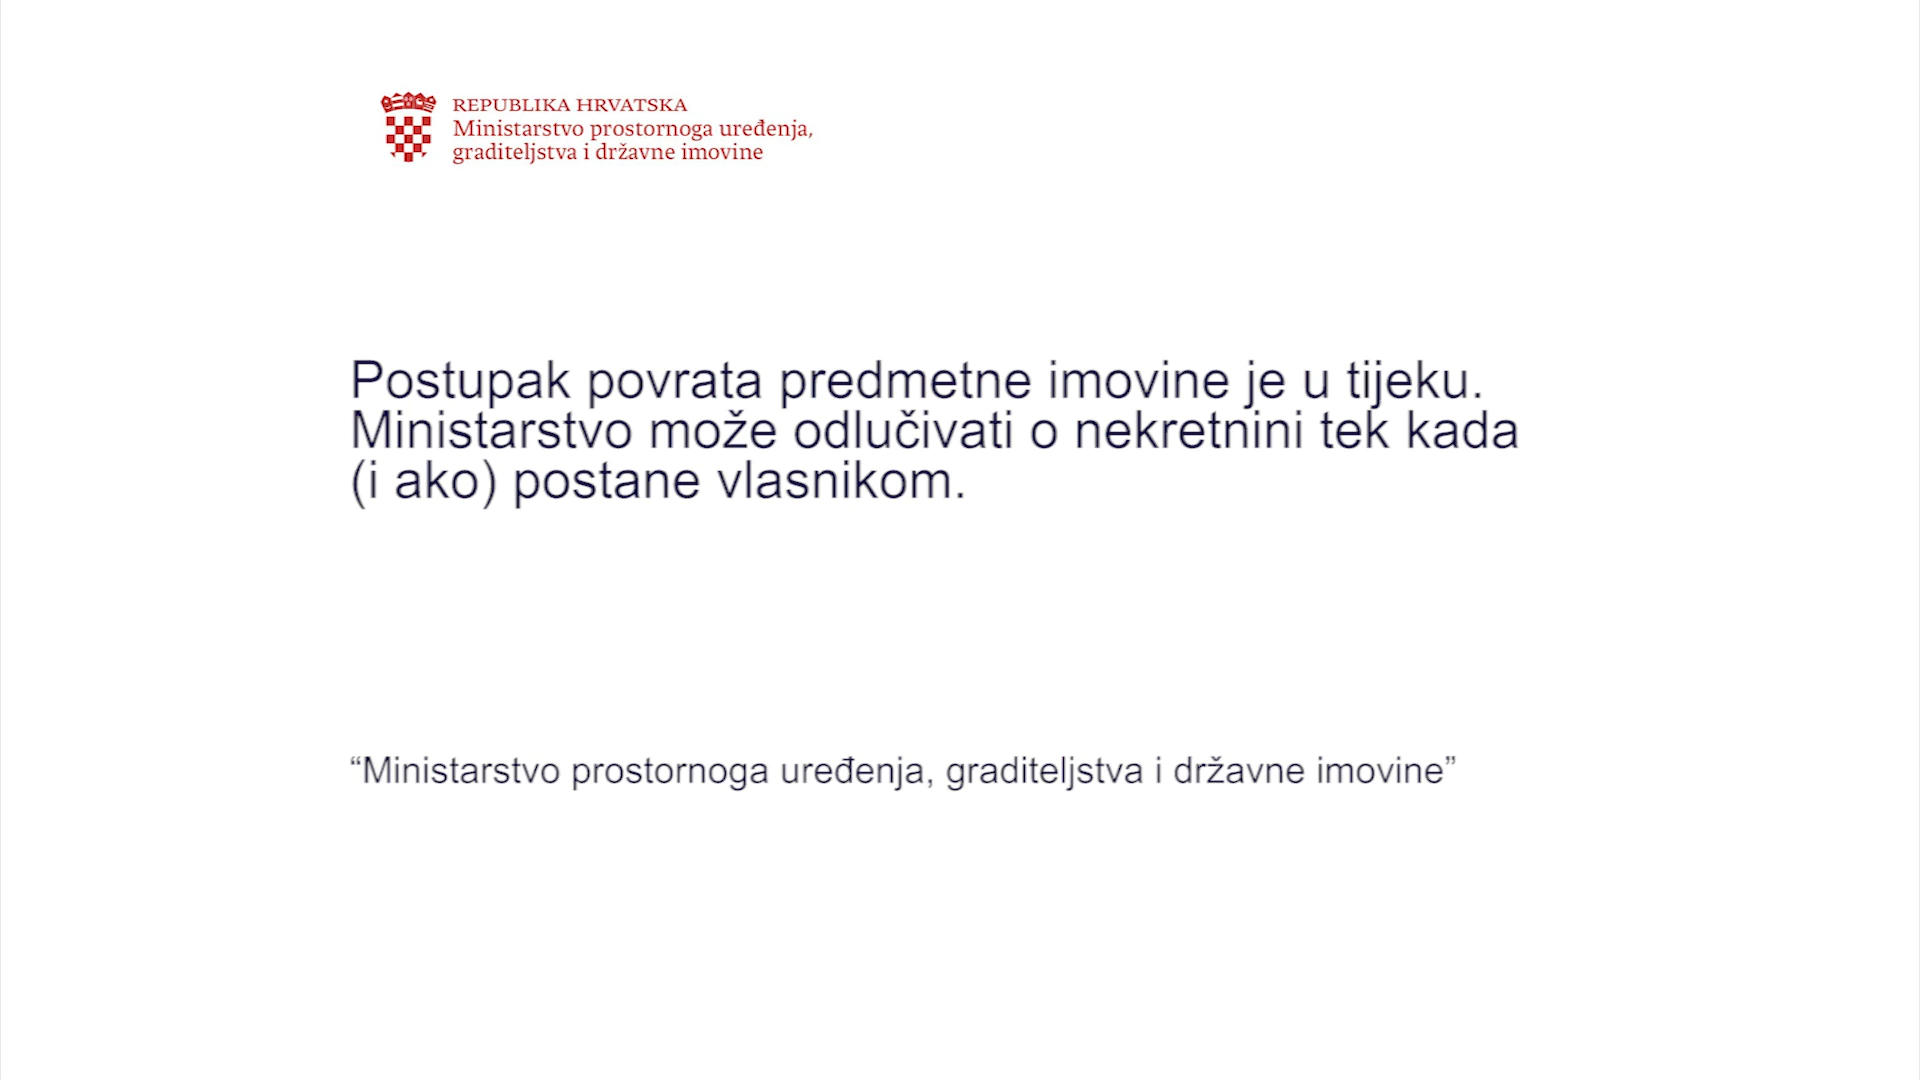 REPUBLIKA HRVATSKA
Ministarstvo prostornoga uređenja,
graditeljstva i državne imovine
Postupak povrata predmetne imovine je u tijeku.
Ministarstvo može odlučivati o nekretnini tek kada
(i ako) postane vlasnikom.
“Ministarstvo prostornoga uređenja, graditeljstva i državne imovine”